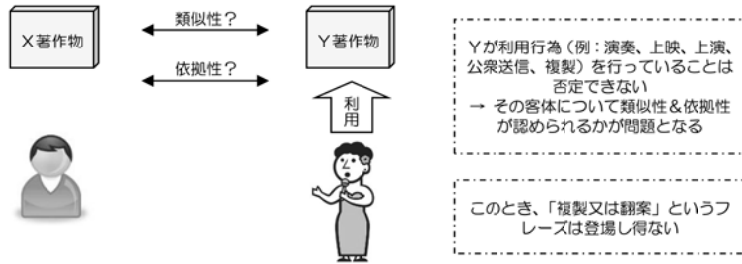 X著作物
類似性？
Y著作物
依拠性？
利
用
Yが利用行為（例：演奏、上映、上演、
公衆送信、複製）を行っていることは
否定できない
→ その客体について類似性＆依拠性
が認められるかが問題となる
このとき、「複製又は翻案」というフ
レーズは登場し得ない